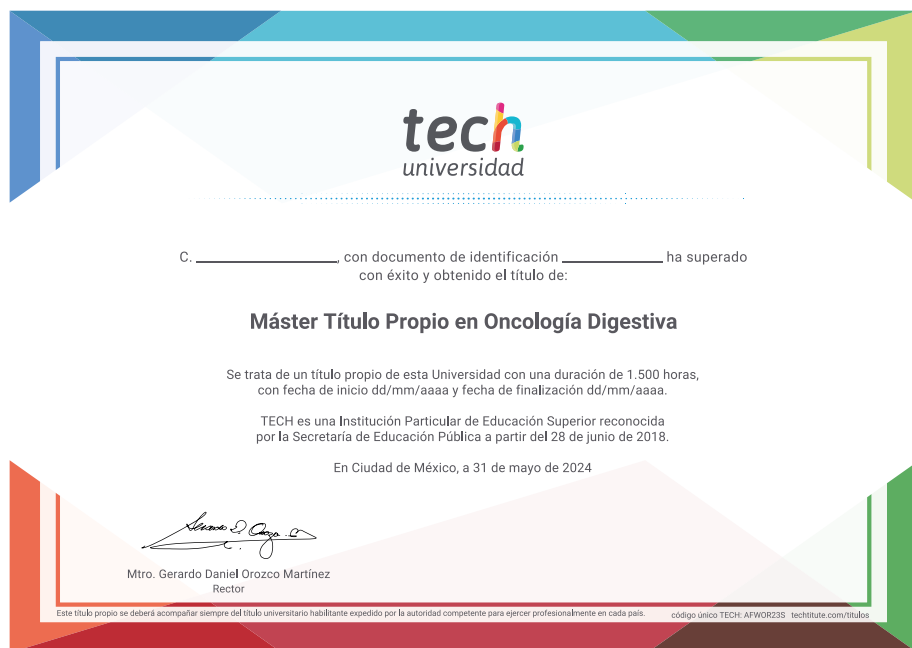 tech
universidad
C. ____________, con documento de identificación ____________ ha superado
con éxito y obtenido el título de:
Máster Título Propio en Oncología Digestiva
Se trata de un título propio de esta Universidad con una duración de 1.500 horas,
con fecha de inicio dd/mm/aaaa y fecha de finalización dd/mm/aaaa.
TECH es una Institución Particular de Educación Superior reconocida
por la Secretaría de Educación Pública a partir del 28 de junio de 2018.
En Ciudad de México, a 31 de mayo de 2024
Mtro. Gerardo Daniel Orozco Martínez
Rector
Este título propio se deberá acompañar siempre del título universitario habilitante expedido por la autoridad competente para ejercer profesionalmente en cada país. código único TECH: AFWOR23S techtitute.com/titulos